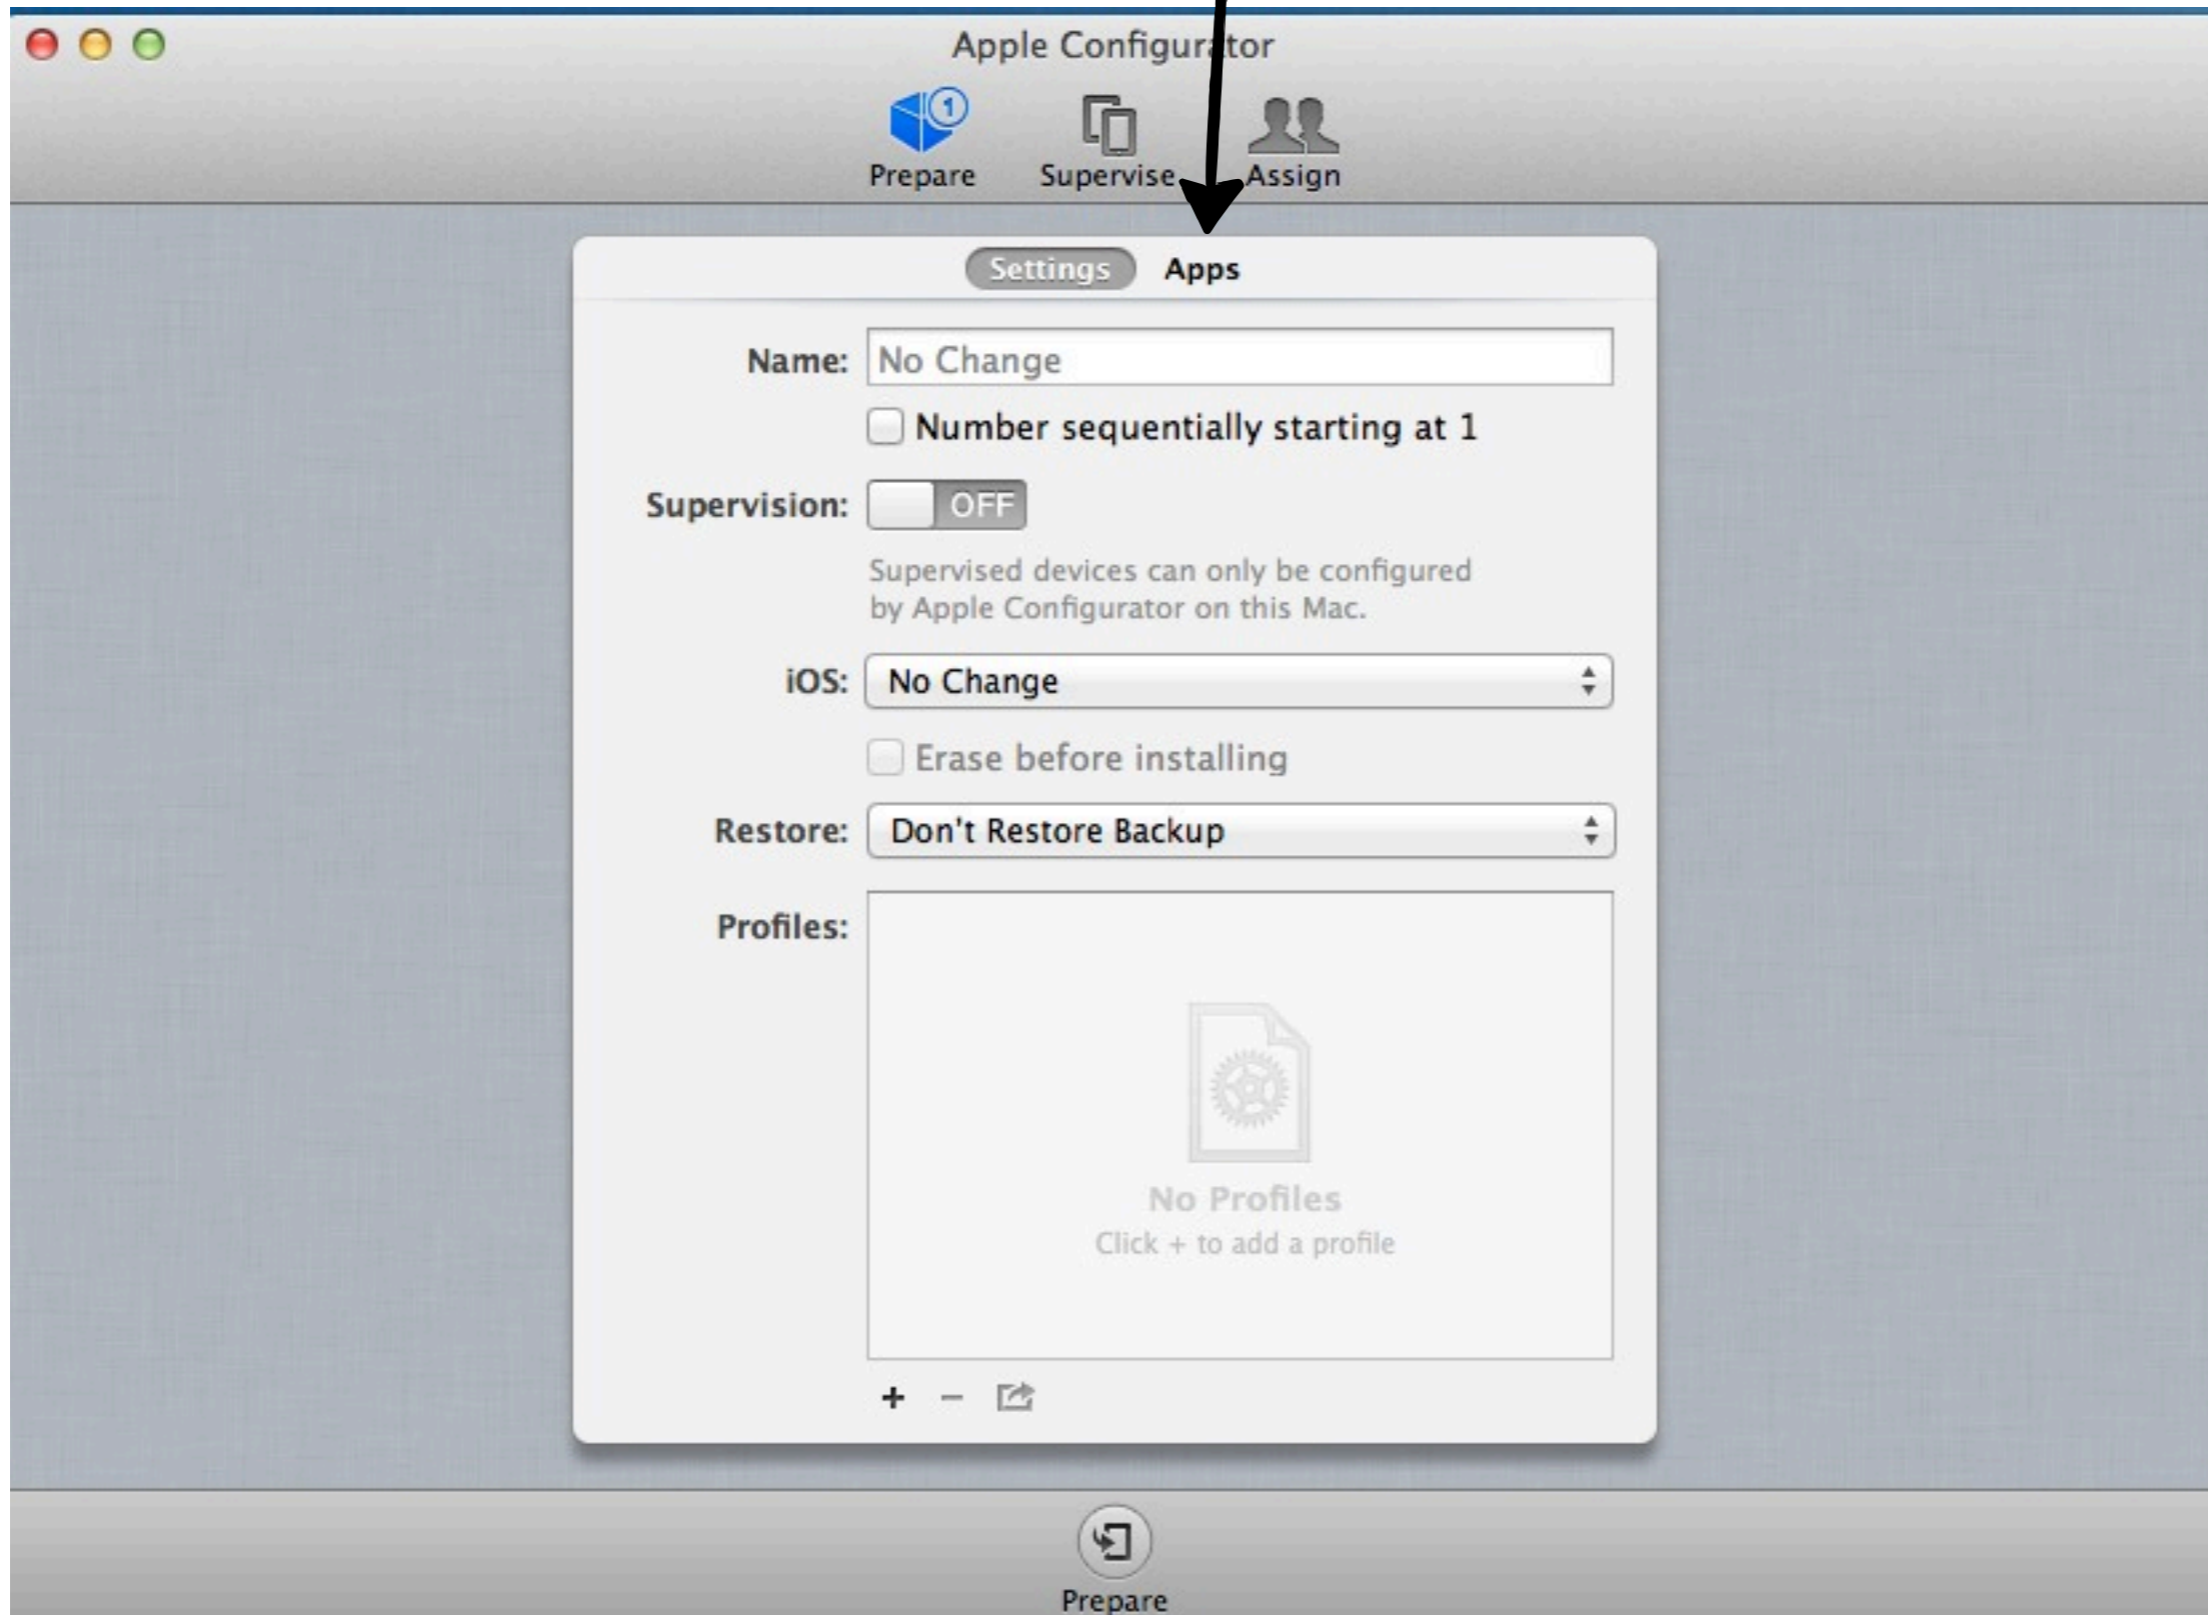 Apple Configurator
1
Prepare Supervise Assign
Settings Apps
Name: No Change
Number sequentially starting at 1
Supervision: OFF
Supervised devices can only be configured
by Apple Configurator on this Mac.
iOS: No Change
Erase before installing
Restore: Don't Restore Backup
Profiles:
No Profiles
Click + to add a profile
+ −
Prepare